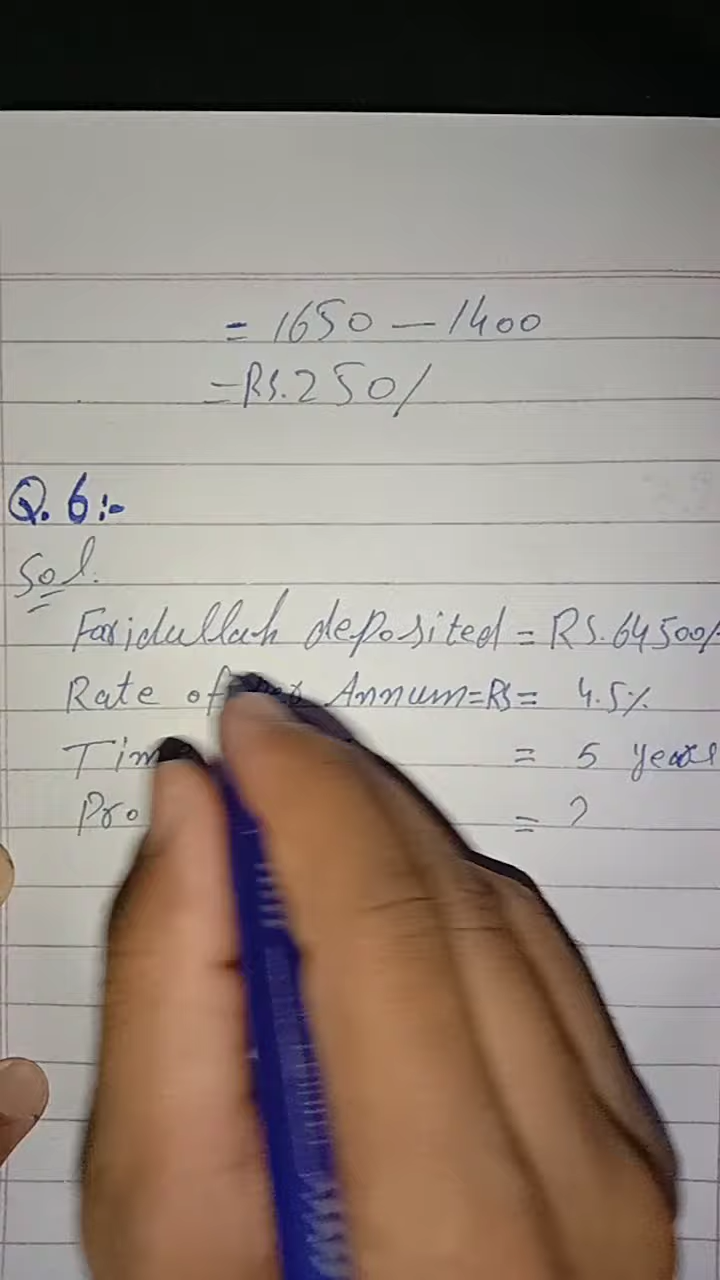 = 1650 — 1400
= Rs. 250/
Q. 6:-
Sol.
Faridullah deposited = Rs. 64500/-
Rate of Annum = Rs = 4.5%
= 5 years
= ?